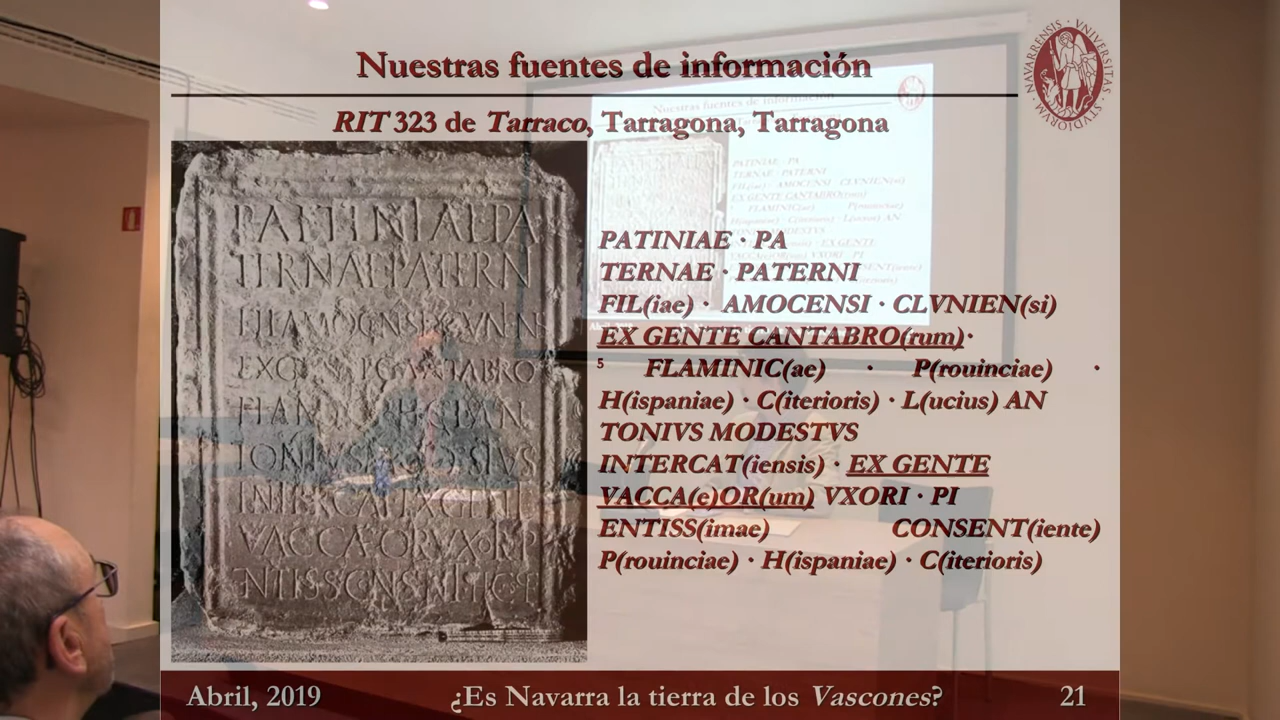 Nuestras fuentes de información
NAVARRENSIS · VNIVERSITAS · STVDIORVM
RIT 323 de Tarraco, Tarragona, Tarragona
PATINIAE · PA
TERNAE · PATERNI
FIL(iae) · AMOCENSI · CLVNIEN(si)
EX GENTE CANTABRO(rum)·
5 FLAMINIC(ae) · P(rouinciae) ·
H(ispaniae) · C(iterioris) · L(ucius) AN
TONIVS MODESTVS
INTERCAT(iensis) · EX GENTE
VACCA(e)OR(um) VXORI · PI
ENTISS(imae) CONSENT(iente)
P(rouinciae) · H(ispaniae) · C(iterioris)
Abril, 2019 ¿Es Navarra la tierra de los Vascones? 21